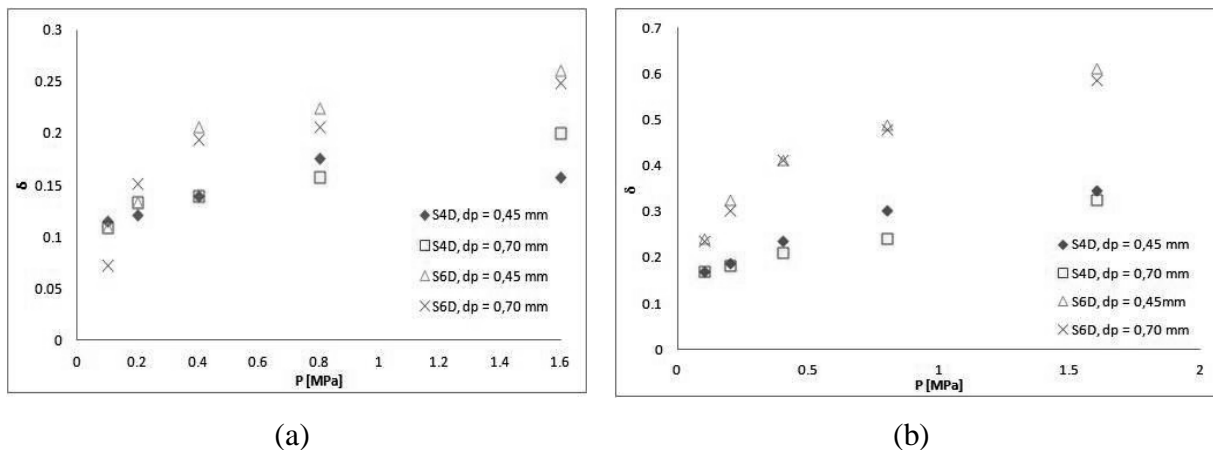 0.3
0.25
0.2
0.15
0.1
0.05
0
δ
0 0.2 0.4 0.6 0.8 1 1.2 1.4 1.6
P [MPa]
S4D, dp = 0,45 mm
S4D, dp = 0,70 mm
S6D, dp = 0,45 mm
S6D, dp = 0,70 mm
(a)
0.7
0.6
0.5
0.4
0.3
0.2
0.1
0
δ
0 0.5 1 1.5 2
P [MPa]
S4D, dp = 0,45 mm
S4D, dp = 0,70 mm
S6D, dp = 0,45mm
S6D, dp = 0,70 mm
(b)